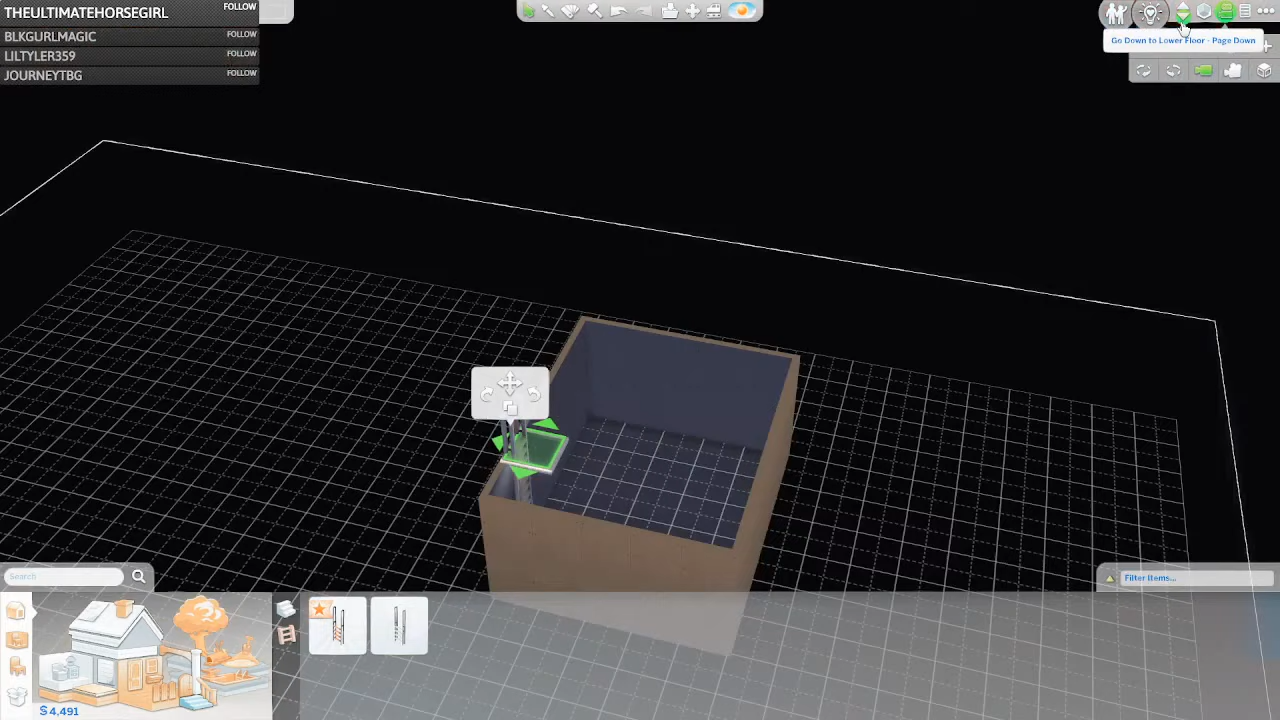 THEULTIMATEHORSEGIRL FOLLOW
BLKGURLMAGIC FOLLOW
LILTYLER359 FOLLOW
JOURNEYTBG FOLLOW
Go Down to Lower Floor - Page Down
Search
Filter Items...
$4,491